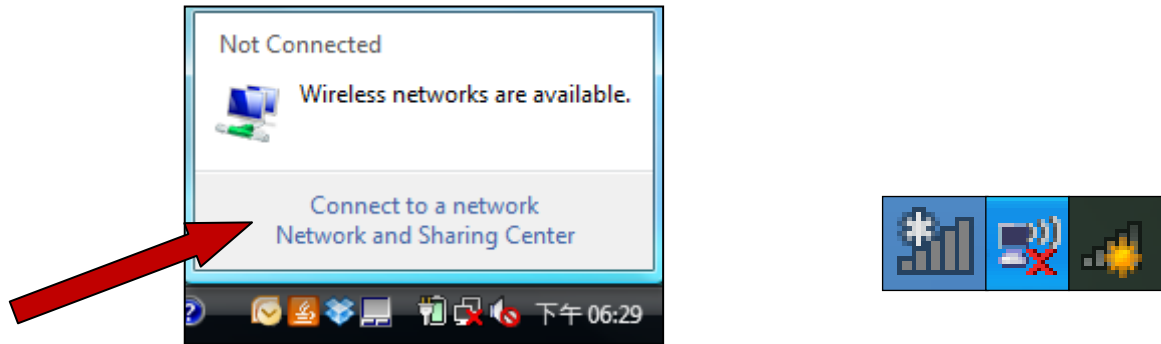 Not Connected
Wireless networks are available.
Connect to a network
Network and Sharing Center
下午 06:29